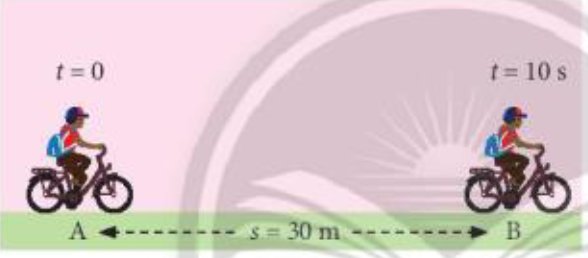 t = 0
t = 10 s
A s = 30 m B